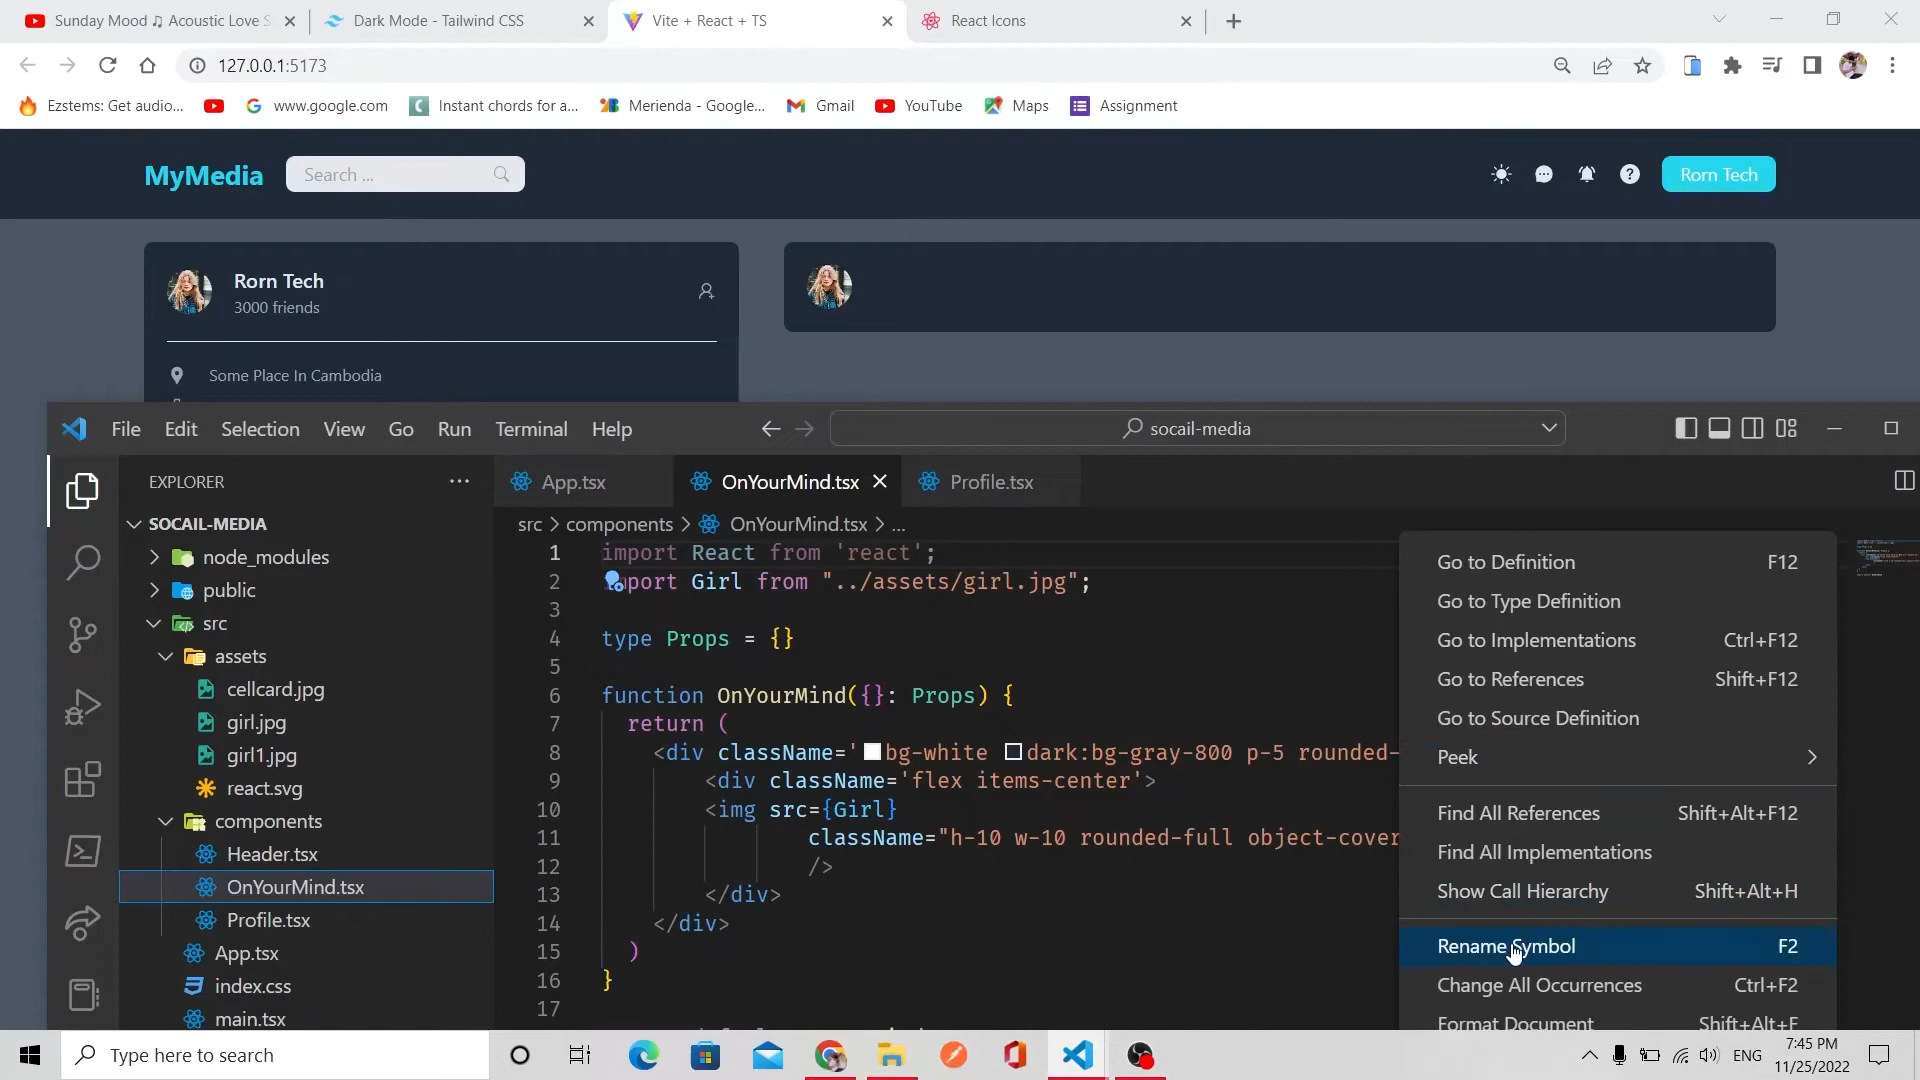 Sunday Mood ♫ Acoustic Love S
Dark Mode - Tailwind CSS
Vite + React + TS
React Icons
127.0.0.1:5173
Ezstems: Get audio...
www.google.com
Instant chords for a...
Merienda - Google...
Gmail
YouTube
Maps
Assignment
MyMedia
Search ...
Rorn Tech
Rorn Tech
3000 friends
Some Place In Cambodia
File Edit Selection View Go Run Terminal Help
socail-media
EXPLORER
SOCAIL-MEDIA
node_modules
public
src
assets
cellcard.jpg
girl.jpg
girl1.jpg
react.svg
components
Header.tsx
OnYourMind.tsx
Profile.tsx
App.tsx
index.css
main.tsx
App.tsx
OnYourMind.tsx
Profile.tsx
src > components > OnYourMind.tsx > ...
1 import React from 'react';
2 import Girl from "../assets/girl.jpg";
3
4 type Props = {}
5
6 function OnYourMind({}: Props) {
7 return (
8 <div className='bg-white dark:bg-gray-800 p-5 rounded-
9 <div className='flex items-center'>
10 <img src={Girl}
11 className="h-10 w-10 rounded-full object-cover
12 />
13 </div>
14 </div>
15 )
16 }
17
Go to Definition F12
Go to Type Definition
Go to Implementations Ctrl+F12
Go to References Shift+F12
Go to Source Definition
Peek
Find All References Shift+Alt+F12
Find All Implementations
Show Call Hierarchy Shift+Alt+H
Rename Symbol F2
Change All Occurrences Ctrl+F2
Format Document Shift+Alt+F
Type here to search
ENG
7:45 PM
11/25/2022